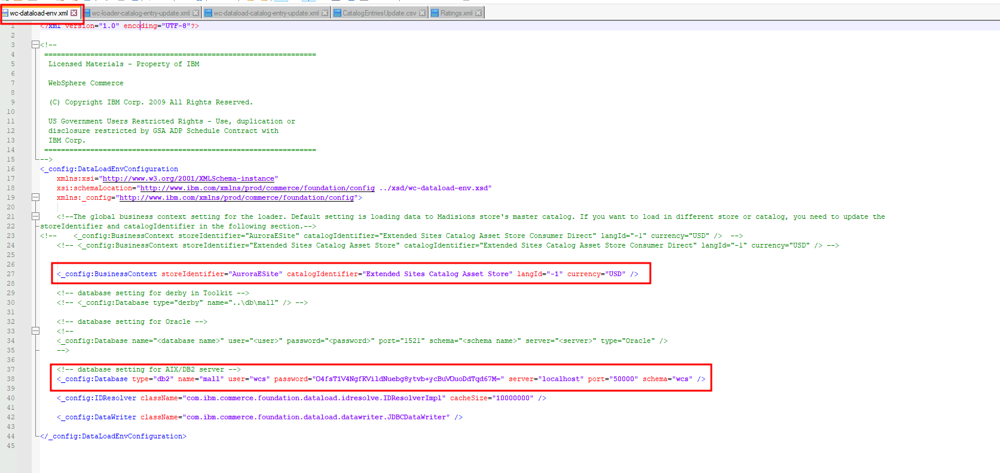 wc-dataload-env.xml wc-loader-catalog-entry-update.xml wc-dataload-catalog-entry-update.xml CatalogEntriesUpdate.csv Ratings.xml
1 <?xml version="1.0" encoding="UTF-8"?>
2
3 <!--
4 =================================================================
5 Licensed Materials - Property of IBM
6
7 WebSphere Commerce
8
9 (C) Copyright IBM Corp. 2009 All Rights Reserved.
10
11 US Government Users Restricted Rights - Use, duplication or
12 disclosure restricted by GSA ADP Schedule Contract with
13 IBM Corp.
14 =================================================================
15 -->
16 <_config:DataLoadEnvConfiguration
17 xmlns:xsi="http://www.w3.org/2001/XMLSchema-instance"
18 xsi:schemaLocation="http://www.ibm.com/xmlns/prod/commerce/foundation/config ../xsd/wc-dataload-env.xsd"
19 xmlns:_config="http://www.ibm.com/xmlns/prod/commerce/foundation/config">
20
21 <!--The global business context setting for the loader. Default setting is loading data to Madisions store's master catalog. If you want to load in different store or catalog, you need to update the
22 storeIdentifier and catalogIdentifier in the following section.-->
23 <!-- <_config:BusinessContext storeIdentifier="AuroraESite" catalogIdentifier="Extended Sites Catalog Asset Store Consumer Direct" langId="-1" currency="USD" /> -->
24 <!-- <_config:BusinessContext storeIdentifier="Extended Sites Catalog Asset Store" catalogIdentifier="Extended Sites Catalog Asset Store Consumer Direct" langId="-1" currency="USD" /> -->
25
26
27 <_config:BusinessContext storeIdentifier="AuroraESite" catalogIdentifier="Extended Sites Catalog Asset Store" langId="-1" currency="USD" />
28
29 <!-- database setting for derby in Toolkit -->
30 <!-- <_config:Database type="derby" name="..\db\mall" /> -->
31
32 <!-- database setting for Oracle -->
33 <!--
34 <_config:Database name="<database name>" user="<user>" password="<password>" port="1521" schema="<schema name>" server="<server>" type="Oracle" />
35 -->
36
37 <!-- database setting for AIX/DB2 server -->
38 <_config:Database type="db2" name="mall" user="wcs" password="O4fsT1V4NgfKVildNuebg8ytvb+ycBuVOuoDdTqd67M=" server="localhost" port="50000" schema="wcs" />
39
40 <_config:IDResolver className="com.ibm.commerce.foundation.dataload.idresolve.IDResolverImpl" cacheSize="10000000" />
41
42 <_config:DataWriter className="com.ibm.commerce.foundation.dataload.datawriter.JDBCDataWriter" />
43
44 </_config:DataLoadEnvConfiguration>
45